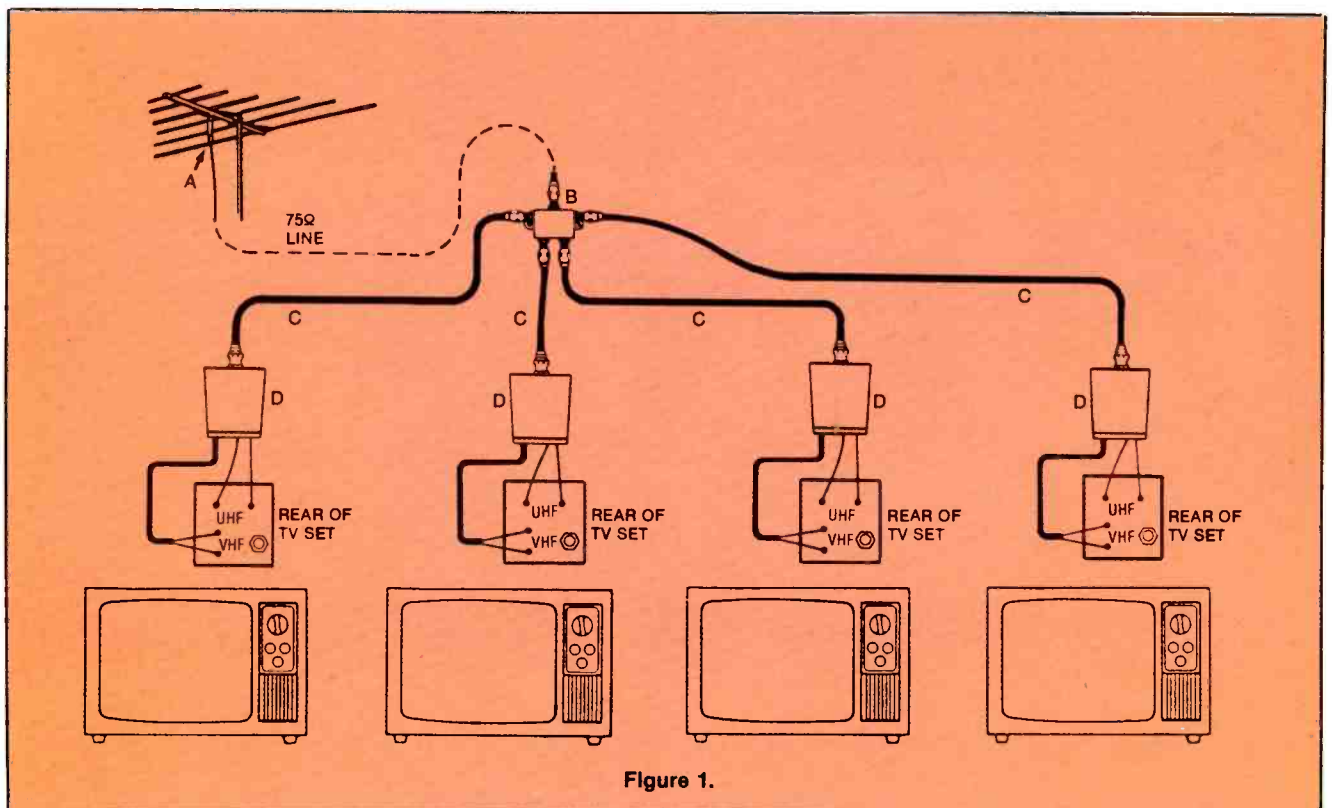 A
75Ω
LINE
B
C
C
C
C
D
D
D
D
UHF
VHF
REAR OF
TV SET
UHF
VHF
REAR OF
TV SET
UHF
VHF
REAR OF
TV SET
UHF
VHF
REAR OF
TV SET
Figure 1.